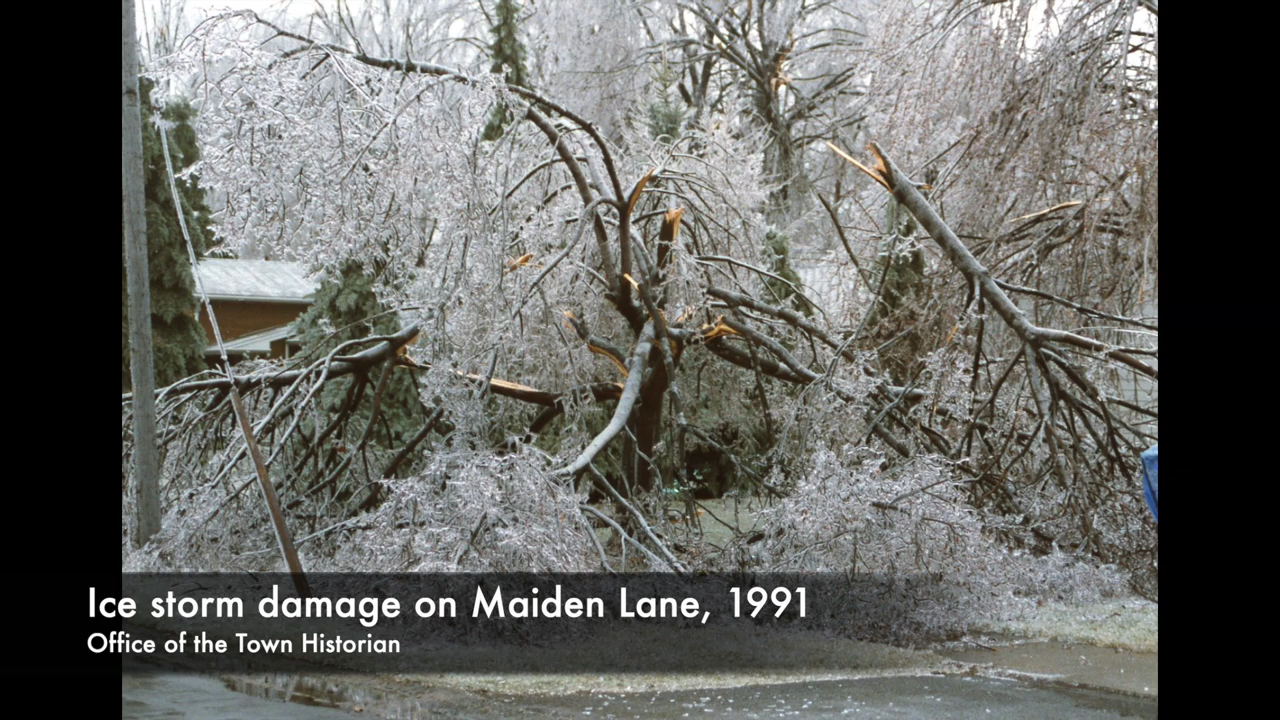 Ice storm damage on Maiden Lane, 1991
Office of the Town Historian